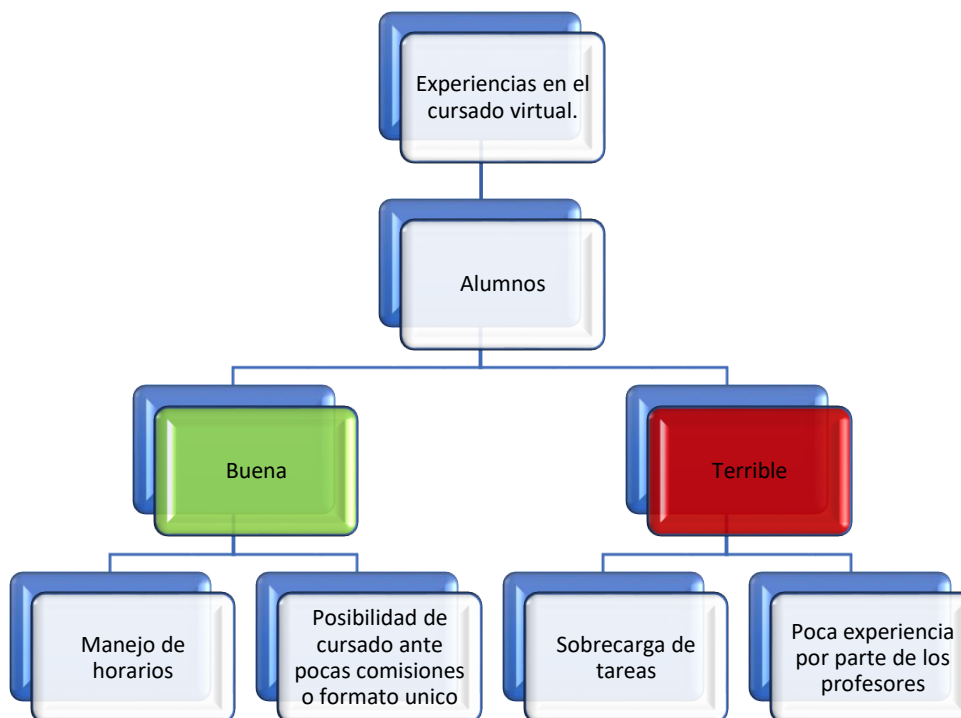 Experiencias en el
cursado virtual.
Alumnos
Buena
Terrible
Manejo de
horarios
Posibilidad de
cursado ante
pocas comisiones
o formato unico
Sobrecarga de
tareas
Poca experiencia
por parte de los
profesores